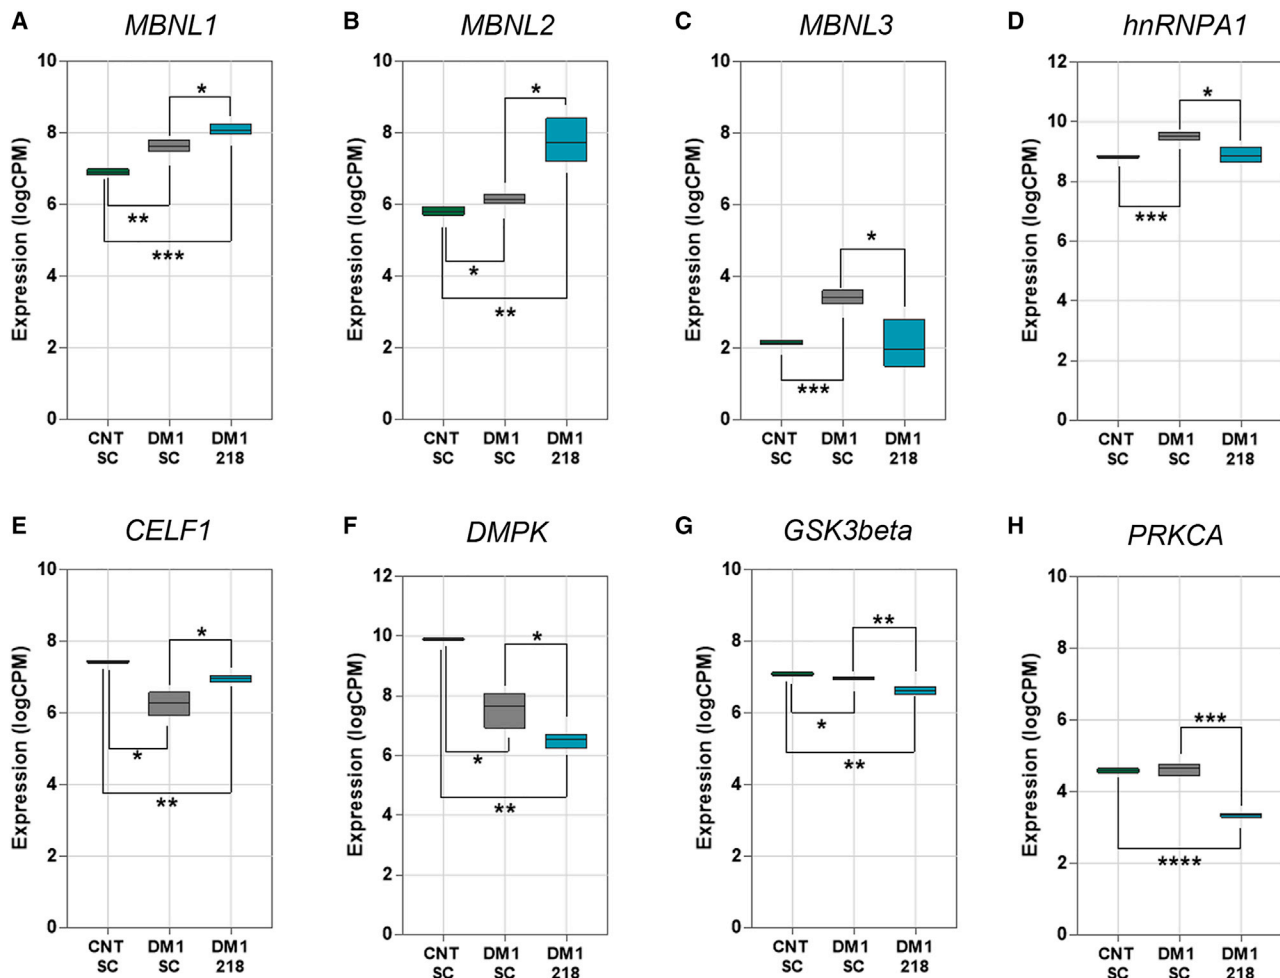 A MBNL1
Expression (logCPM)
10
8
6
4
2
0
*
**
***
CNT SC
DM1 SC
DM1 218
B MBNL2
Expression (logCPM)
10
8
6
4
2
0
*
*
**
CNT SC
DM1 SC
DM1 218
C MBNL3
Expression (logCPM)
10
8
6
4
2
0
*
***
CNT SC
DM1 SC
DM1 218
D hnRNPA1
Expression (logCPM)
12
10
8
6
4
2
0
*
***
CNT SC
DM1 SC
DM1 218
E CELF1
Expression (logCPM)
10
8
6
4
2
0
*
*
**
CNT SC
DM1 SC
DM1 218
F DMPK
Expression (logCPM)
12
10
8
6
4
2
0
*
*
**
CNT SC
DM1 SC
DM1 218
G GSK3beta
Expression (logCPM)
10
8
6
4
2
0
**
*
**
CNT SC
DM1 SC
DM1 218
H PRKCA
Expression (logCPM)
10
8
6
4
2
0
***
****
CNT SC
DM1 SC
DM1 218